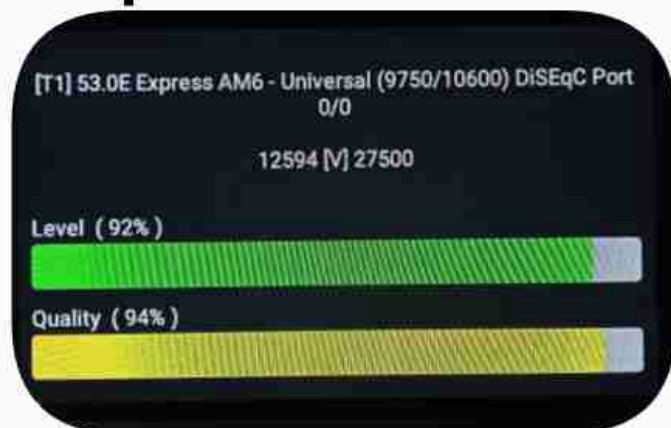 [T1] 53.0E Express AM6 - Universal (9750/10600) DiSEqC Port
0/0
12594 [V] 27500
Level ( 92% )
Quality ( 94% )